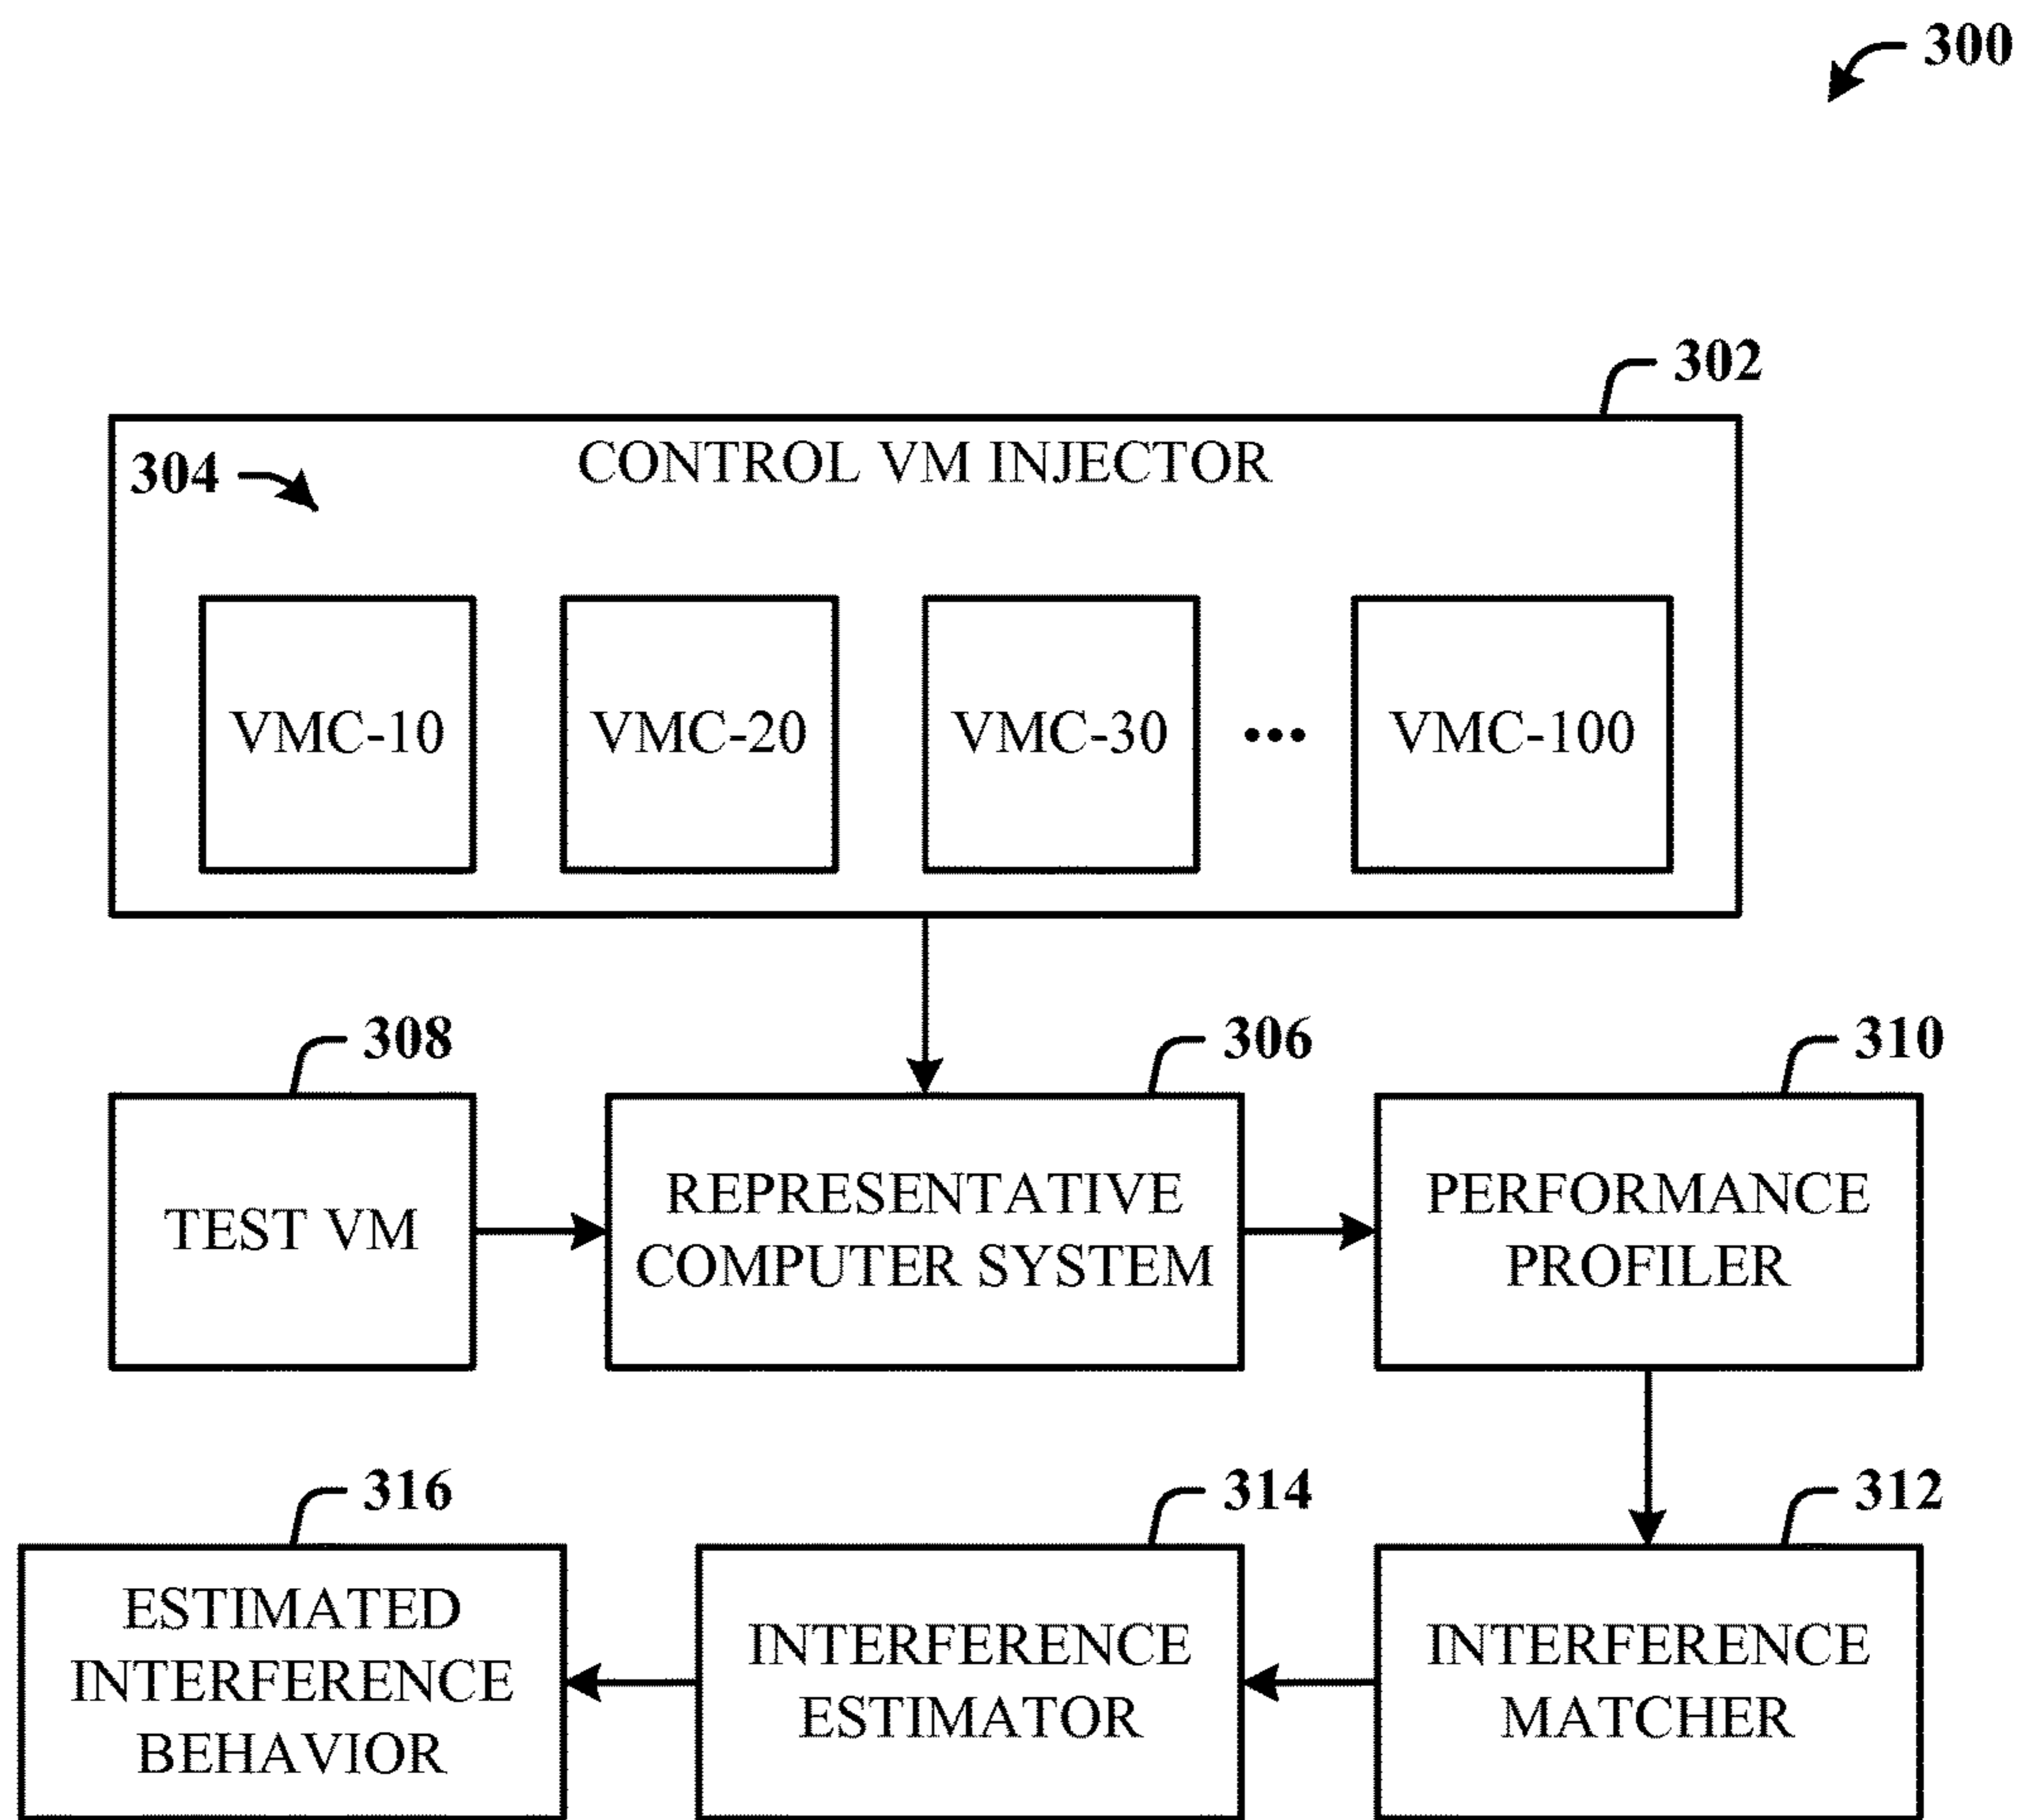 300
302
304
CONTROL VM INJECTOR
VMC-10 VMC-20 VMC-30 ••• VMC-100
308 306 310
TEST VM
REPRESENTATIVE
COMPUTER SYSTEM
PERFORMANCE
PROFILER
316 314 312
ESTIMATED
INTERFERENCE
BEHAVIOR
INTERFERENCE
ESTIMATOR
INTERFERENCE
MATCHER